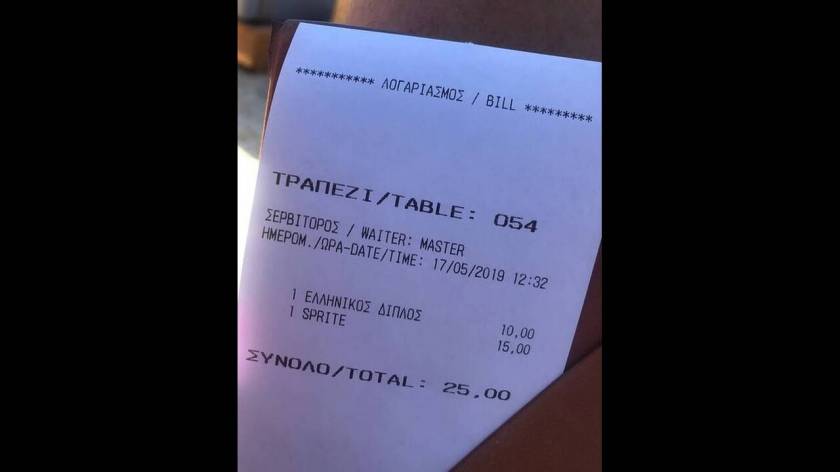 *********** ΛΟΓΑΡΙΑΣΜΟΣ / BILL *********
ΤΡΑΠΕΖΙ/TABLE: 054
ΣΕΡΒΙΤΟΡΟΣ / WAITER: MASTER
ΗΜΕΡΟΜ./ΩΡΑ-DATE/TIME: 17/05/2019 12:32
1 ΕΛΛΗΝΙΚΟΣ ΔΙΠΛΟΣ 10,00
1 SPRITE 15,00
ΣΥΝΟΛΟ/TOTAL: 25,00